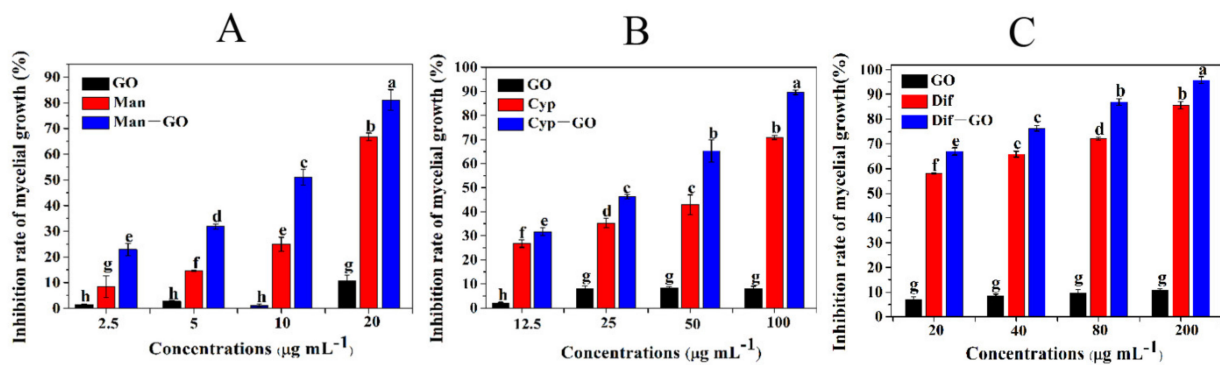 A
Inhibition rate of mycelial growth (%)
90
80
70
60
50
40
30
20
10
0
GO
Man
Man—GO
h g e
h f d
h e c
g b a
2.5 5 10 20
Concentrations (μg mL-1)
B
Inhibition rate of mycelial growth (%)
100
90
80
70
60
50
40
30
20
10
0
GO
Cyp
Cyp—GO
h f e
g d c
g c b
g b a
12.5 25 50 100
Concentrations (μg mL-1)
C
Inhibition rate of mycelial growth (%)
100
90
80
70
60
50
40
30
20
10
0
GO
Dif
Dif—GO
g f e
g c c
g d b
g b a
20 40 80 200
Concentrations (μg mL-1)